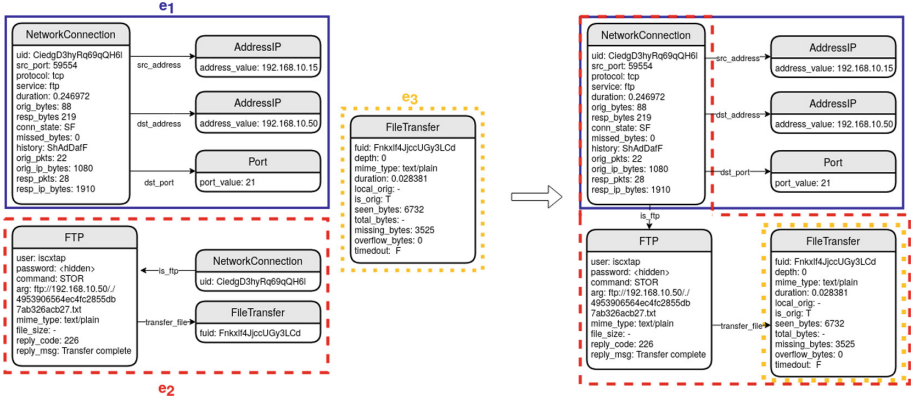 e1
NetworkConnection
uid: CiedgD3hyRq69qQH6l
src_port: 59554
protocol: tcp
service: ftp
duration: 0.246972
orig_bytes: 88
resp_bytes 219
conn_state: SF
missed_bytes: 0
history: ShAdDafF
orig_pkts: 22
orig_ip_bytes: 1080
resp_pkts: 28
resp_ip_bytes: 1910
src_address
AddressIP
address_value: 192.168.10.15
dst_address
AddressIP
address_value: 192.168.10.50
dst_port
Port
port_value: 21
FTP
user: iscxtap
password: <hidden>
command: STOR
arg: ftp://192.168.10.50/./
4953906564ec4fc2855db
7ab326acb27.txt
mime_type: text/plain
file_size: -
reply_code: 226
reply_msg: Transfer complete
is_ftp
NetworkConnection
uid: CiedgD3hyRq69qQH6l
transfer_file
FileTransfer
fuid: Fnkxlf4JjccUGy3LCd
e2
e3
FileTransfer
fuid: Fnkxlf4JjccUGy3LCd
depth: 0
mime_type: text/plain
duration: 0.028381
local_orig: -
is_orig: T
seen_bytes: 6732
total_bytes: -
missing_bytes: 3525
overflow_bytes: 0
timedout: F
NetworkConnection
uid: CiedgD3hyRq69qQH6l
src_port: 59554
protocol: tcp
service: ftp
duration: 0.246972
orig_bytes: 88
resp_bytes 219
conn_state: SF
missed_bytes: 0
history: ShAdDafF
orig_pkts: 22
orig_ip_bytes: 1080
resp_pkts: 28
resp_ip_bytes: 1910
src_address
AddressIP
address_value: 192.168.10.15
dst_address
AddressIP
address_value: 192.168.10.50
dst_port
Port
port_value: 21
is_ftp
FTP
user: iscxtap
password: <hidden>
command: STOR
arg: ftp://192.168.10.50/./
4953906564ec4fc2855db
7ab326acb27.txt
mime_type: text/plain
file_size: -
reply_code: 226
reply_msg: Transfer complete
transfer_file
FileTransfer
fuid: Fnkxlf4JjccUGy3LCd
depth: 0
mime_type: text/plain
duration: 0.028381
local_orig: -
is_orig: T
seen_bytes: 6732
total_bytes: -
missing_bytes: 3525
overflow_bytes: 0
timedout: F